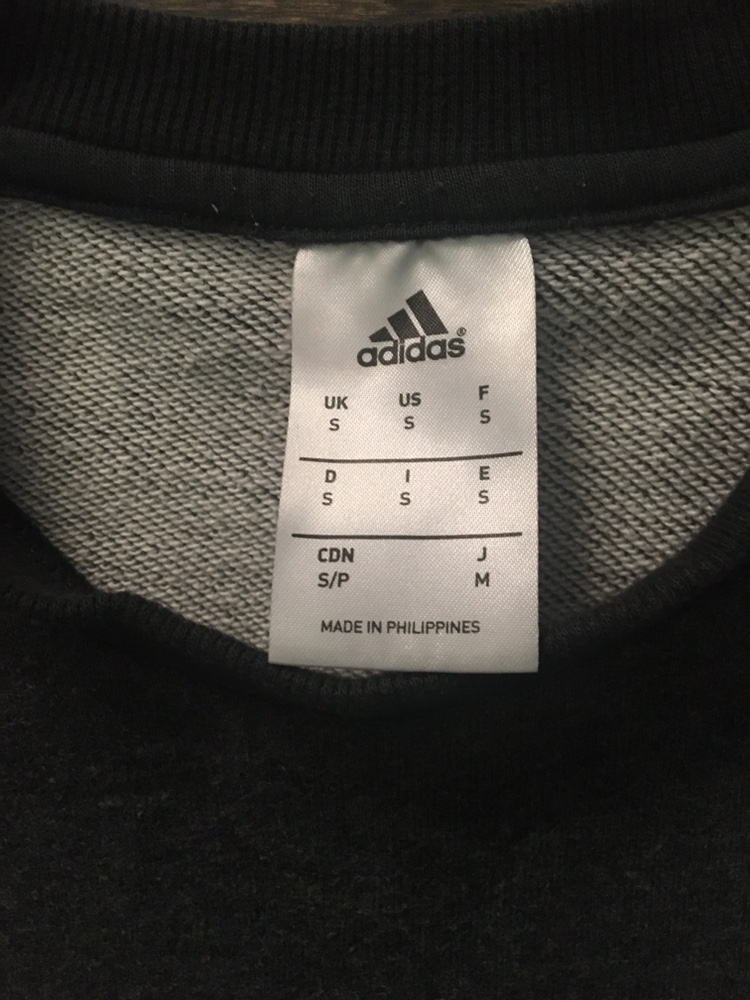 adidas®
UK US F
S S S
D I E
S S S
CDN J
S/P M
MADE IN PHILIPPINES